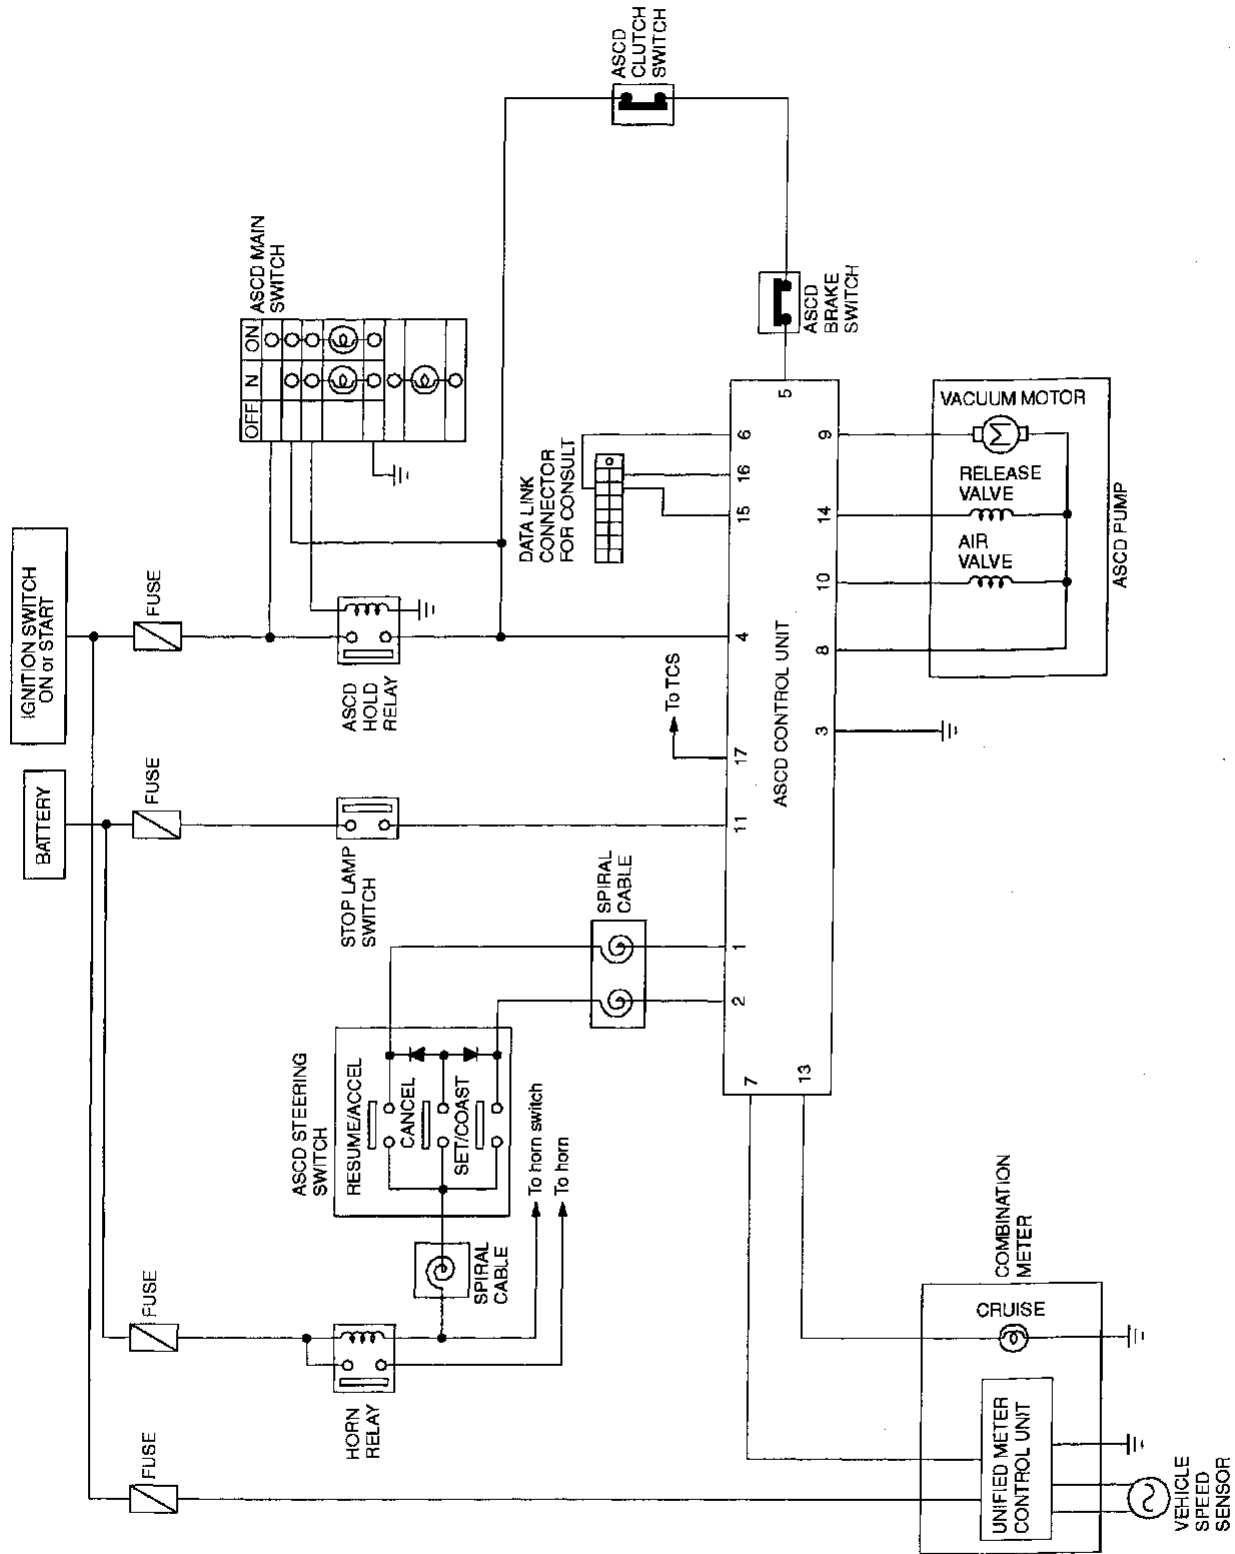 IGNITION SWITCH
ON or START
BATTERY
FUSE
FUSE
FUSE
FUSE
ASCD MAIN
SWITCH
OFF
N
ON
ASCD
CLUTCH
SWITCH
ASCD
HOLD
RELAY
STOP LAMP
SWITCH
ASCD STEERING
SWITCH
RESUME/ACCEL
CANCEL
SET/COAST
HORN
RELAY
SPIRAL
CABLE
To horn switch
To horn
SPIRAL
CABLE
DATA LINK
CONNECTOR
FOR CONSULT
ASCD
BRAKE
SWITCH
To TCS
5
6
16
15
4
17
11
1
2
7
13
ASCD CONTROL UNIT
9
14
10
8
3
VACUUM MOTOR
M
RELEASE
VALVE
AIR
VALVE
ASCD PUMP
COMBINATION
METER
CRUISE
UNIFIED METER
CONTROL UNIT
VEHICLE
SPEED
SENSOR